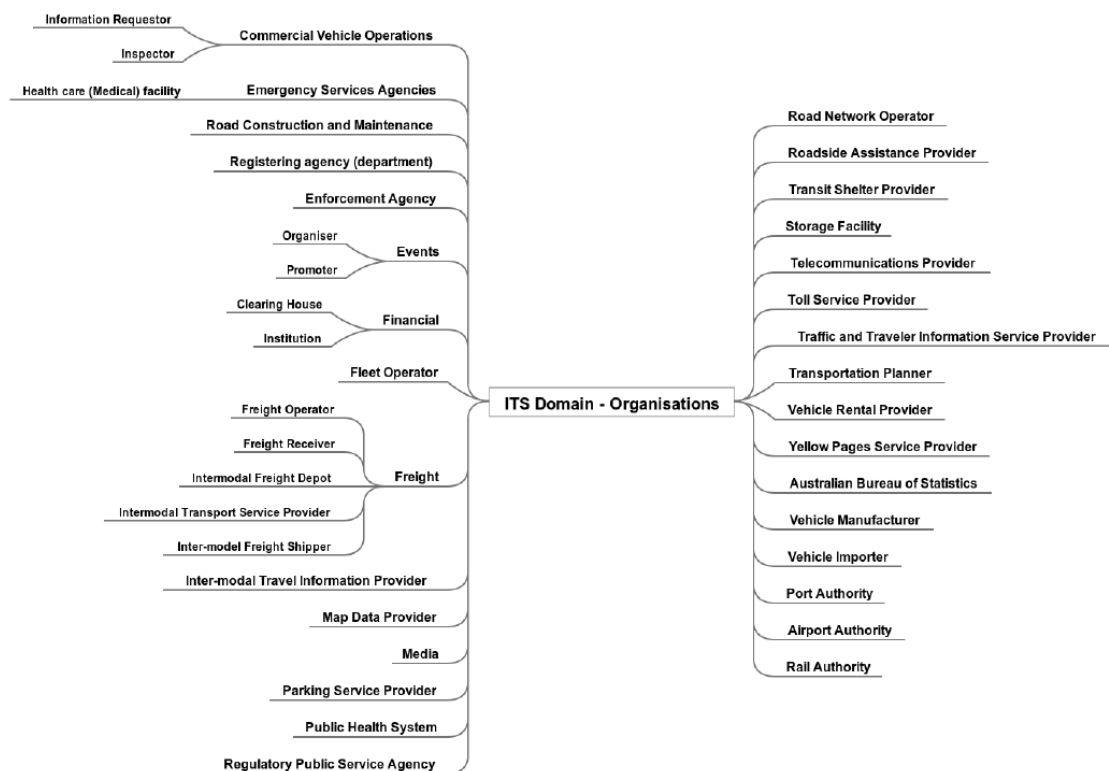 Information Requestor
Inspector
Commercial Vehicle Operations
Health care (Medical) facility
Emergency Services Agencies
Road Construction and Maintenance
Registering agency (department)
Enforcement Agency
Organiser
Promoter
Events
Clearing House
Institution
Financial
Fleet Operator
Freight Operator
Freight Receiver
Intermodal Freight Depot
Intermodal Transport Service Provider
Inter-model Freight Shipper
Freight
Inter-modal Travel Information Provider
Map Data Provider
Media
Parking Service Provider
Public Health System
Regulatory Public Service Agency
ITS Domain - Organisations
Road Network Operator
Roadside Assistance Provider
Transit Shelter Provider
Storage Facility
Telecommunications Provider
Toll Service Provider
Traffic and Traveler Information Service Provider
Transportation Planner
Vehicle Rental Provider
Yellow Pages Service Provider
Australian Bureau of Statistics
Vehicle Manufacturer
Vehicle Importer
Port Authority
Airport Authority
Rail Authority